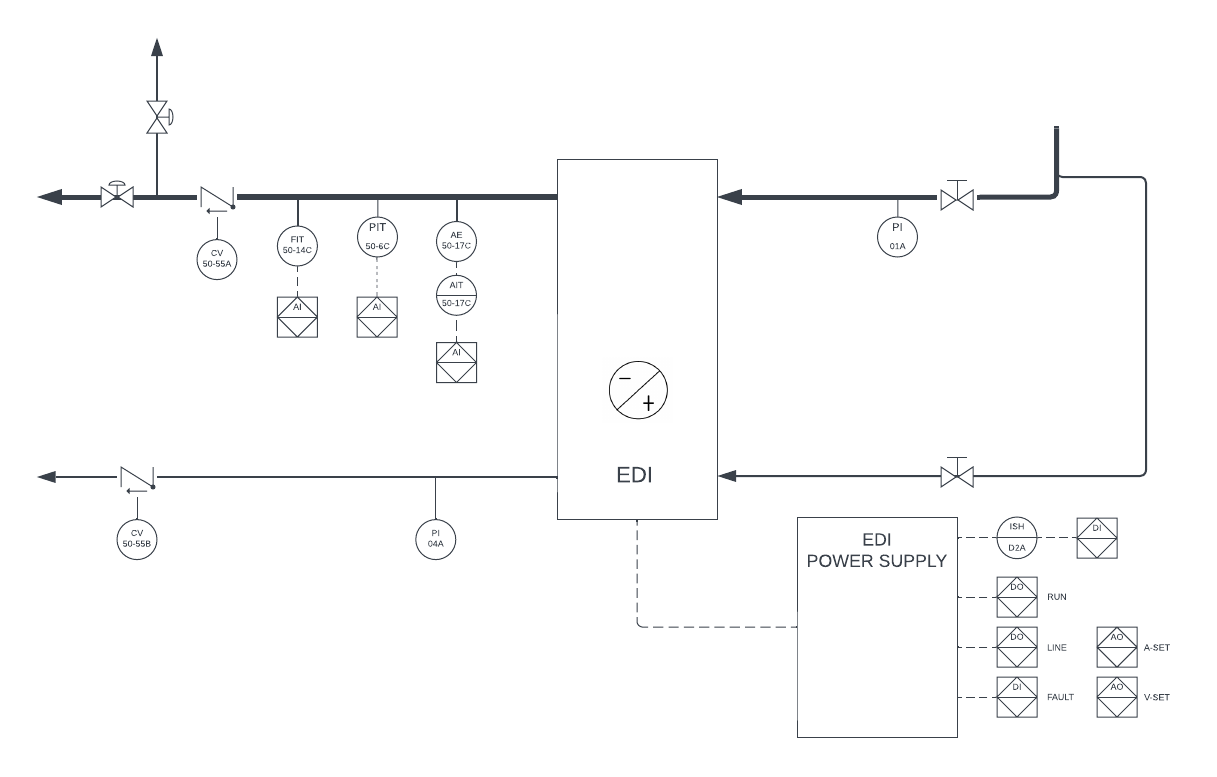 PI
01A
CV
50-55A
FIT
50-14C
PIT
50-6C
AE
50-17C
AIT
50-17C
AI
AI
AI
−
+
EDI
CV
50-55B
PI
04A
EDI
POWER SUPPLY
ISH
D2A
DI
DO
RUN
DO
LINE
AO
A-SET
DI
FAULT
AO
V-SET